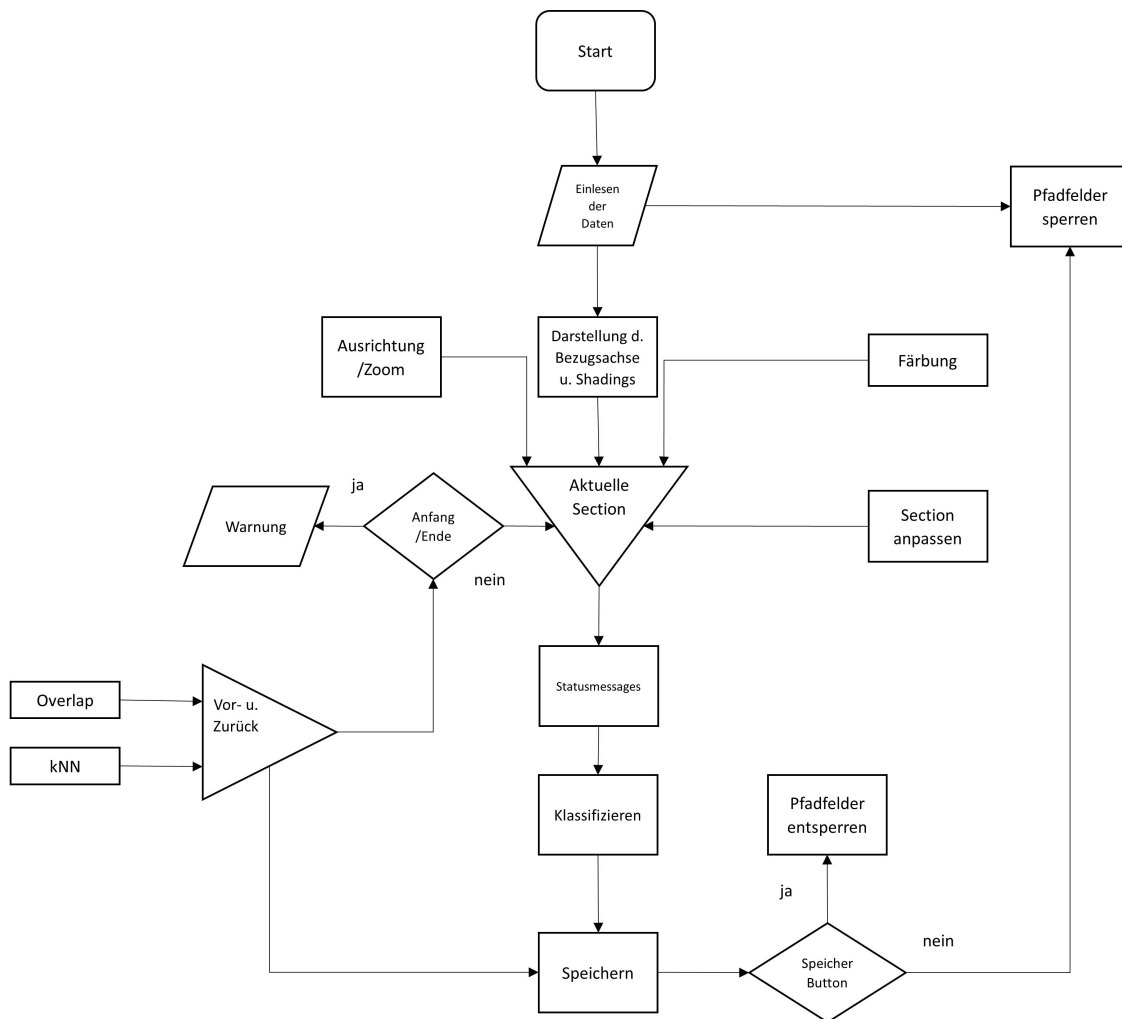 Start
Einlesen
der
Daten
Pfadfelder
sperren
Ausrichtung
/Zoom
Darstellung d.
Bezugsachse
u. Shadings
Färbung
Aktuelle
Section
ja
Warnung
Anfang
/Ende
nein
Section
anpassen
Statusmessages
Overlap
Vor- u.
Zurück
kNN
Klassifizieren
Pfadfelder
entsperren
ja
nein
Speichern
Speicher
Button